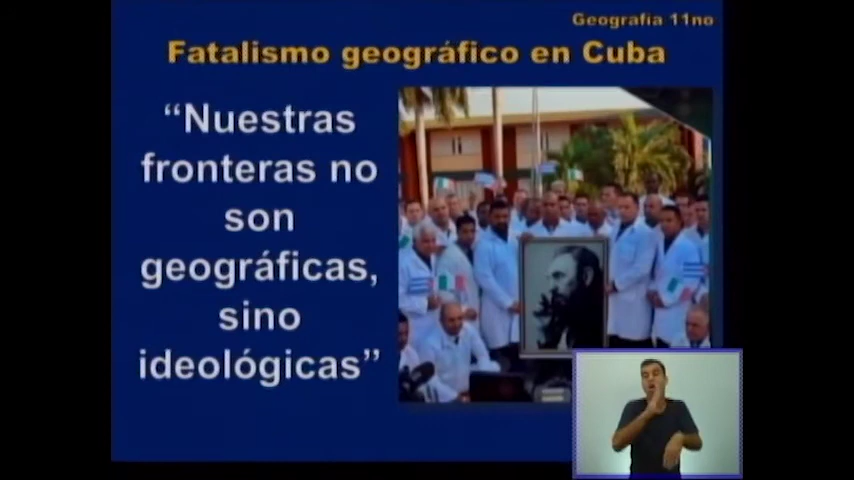 Geografía 11no
Fatalismo geográfico en Cuba
“Nuestras
fronteras no
son
geográficas,
sino
ideológicas”